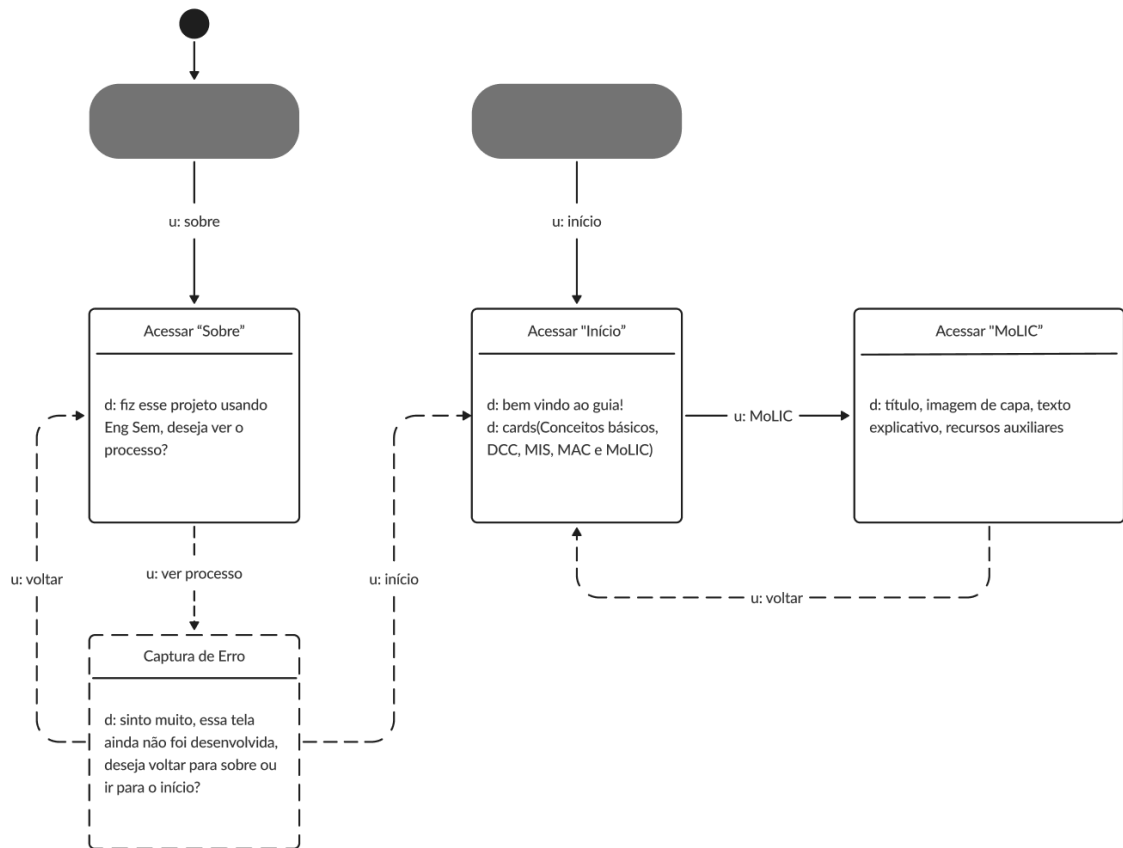 u: sobre
u: início
Acessar “Sobre”
d: fiz esse projeto usando
Eng Sem, deseja ver o
processo?
Acessar "Início”
d: bem vindo ao guia!
d: cards(Conceitos básicos,
DCC, MIS, MAC e MoLIC)
u: MoLIC
Acessar "MoLIC”
d: título, imagem de capa, texto
explicativo, recursos auxiliares
u: voltar
u: ver processo
u: início
u: voltar
Captura de Erro
d: sinto muito, essa tela
ainda não foi desenvolvida,
deseja voltar para sobre ou
ir para o início?